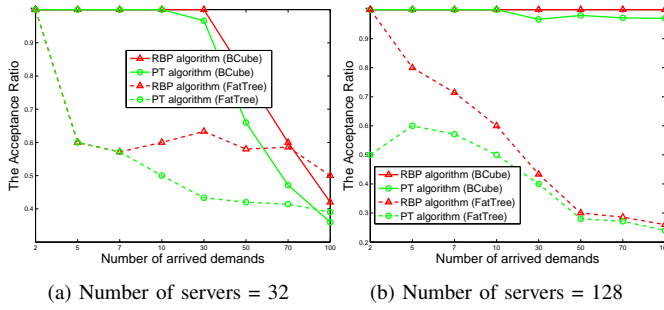 1
0.9
0.8
0.7
0.6
0.5
0.4
The Acceptance Ratio
RBP algorithm (BCube)
PT algorithm (BCube)
RBP algorithm (FatTree)
PT algorithm (FatTree)
2 5 7 10 30 50 70 100
Number of arrived demands
(a) Number of servers = 32
1
0.9
0.8
0.7
0.6
0.5
0.4
0.3
0.2
The Acceptance Ratio
RBP algorithm (BCube)
PT algorithm (BCube)
RBP algorithm (FatTree)
PT algorithm (FatTree)
2 5 7 10 30 50 70
Number of arrived demands
(b) Number of servers = 128